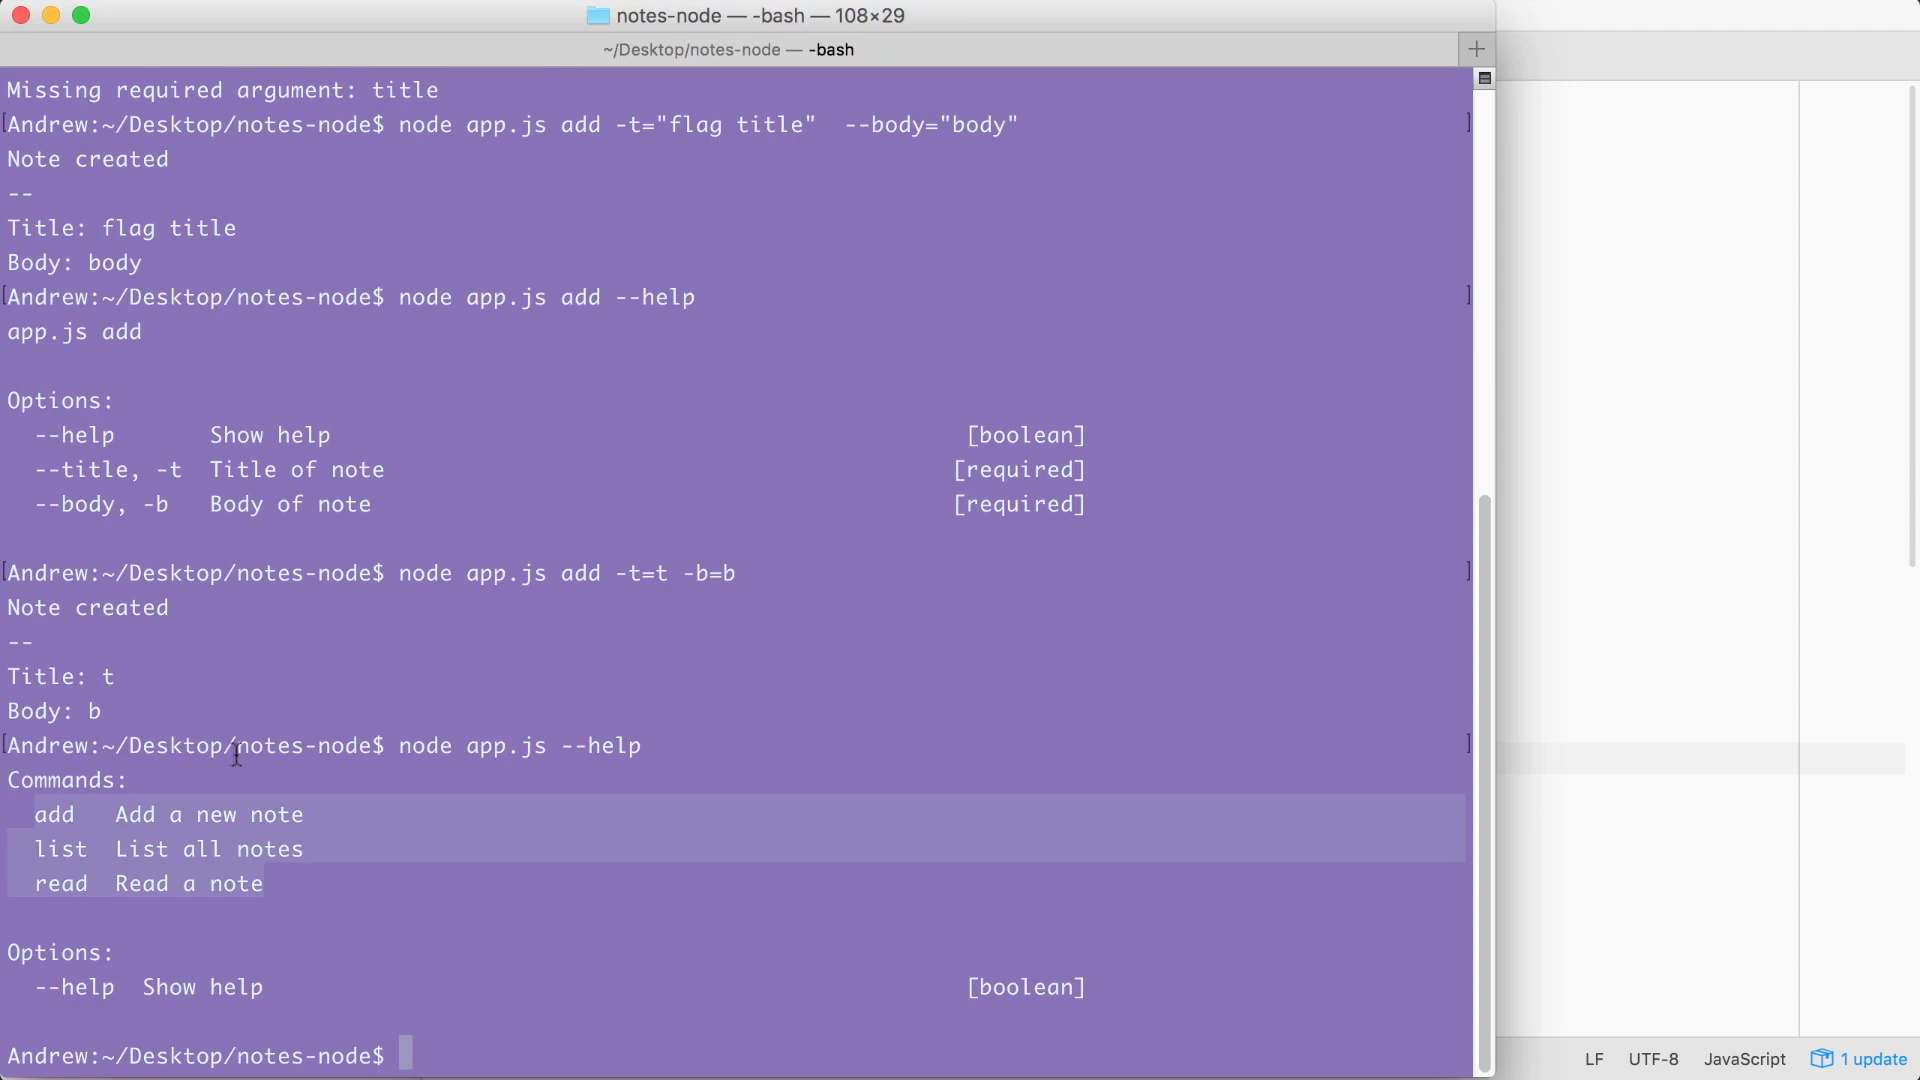 notes-node — -bash — 108×29
~/Desktop/notes-node — -bash
Missing required argument: title
Andrew:~/Desktop/notes-node$ node app.js add -t="flag title"  --body="body"
Note created
--
Title: flag title
Body: body
Andrew:~/Desktop/notes-node$ node app.js add --help
app.js add
Options:
--help       Show help                                               [boolean]
--title, -t  Title of note                                          [required]
--body, -b   Body of note                                           [required]
Andrew:~/Desktop/notes-node$ node app.js add -t=t -b=b
Note created
--
Title: t
Body: b
Andrew:~/Desktop/notes-node$ node app.js --help
Commands:
add   Add a new note
list  List all notes
read  Read a note
Options:
--help  Show help                                                    [boolean]
Andrew:~/Desktop/notes-node$
LF UTF-8 JavaScript 1 update